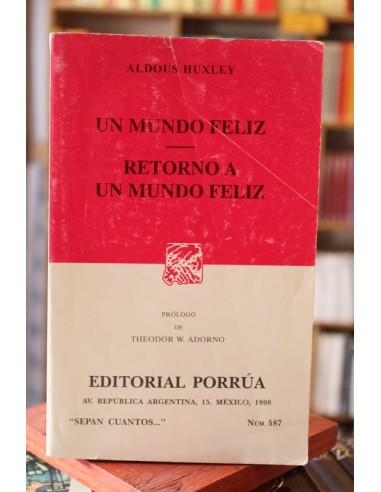 ALDOUS HUXLEY
UN MUNDO FELIZ
RETORNO A
UN MUNDO FELIZ
PRÓLOGO
DE
THEODOR W. ADORNO
EDITORIAL PORRÚA
AV. REPÚBLICA ARGENTINA, 15. MÉXICO, 1998
"SEPAN CUANTOS..." NÚM. 587